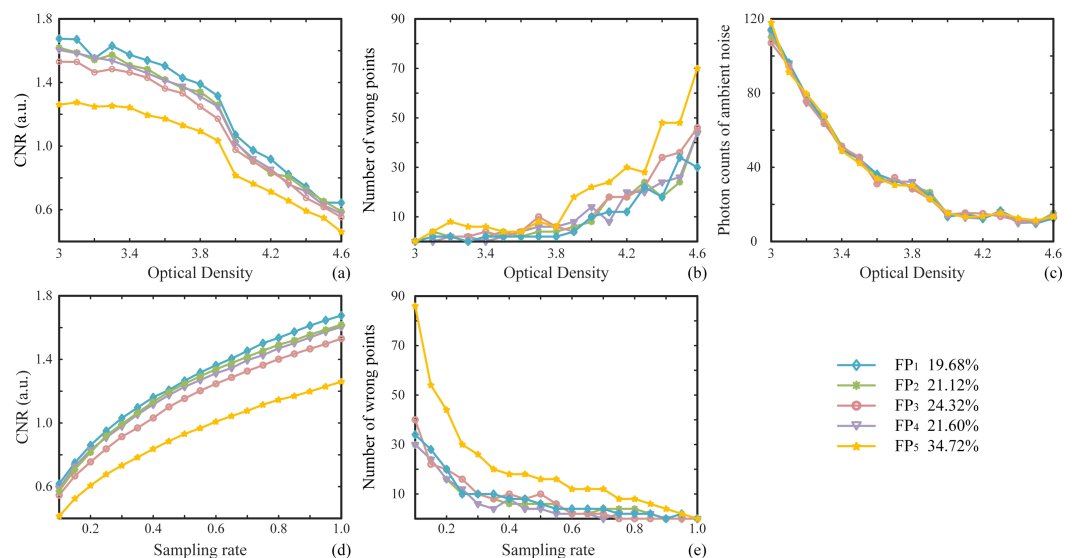 1.8
1.4
1.0
0.6
CNR (a.u.)
3
3.4
3.8
4.2
4.6
Optical Density
(a)
90
70
50
30
10
Number of wrong points
3
3.4
3.8
4.2
4.6
Optical Density
(b)
120
80
40
0
Photon counts of ambient noise
3
3.4
3.8
4.2
4.6
Optical Density
(c)
1.8
1.4
1.0
0.6
CNR (a.u.)
0.2
0.4
0.6
0.8
1.0
Sampling rate
(d)
90
70
50
30
10
Number of wrong points
0.2
0.4
0.6
0.8
1.0
Sampling rate
(e)
FP1 19.68%
FP2 21.12%
FP3 24.32%
FP4 21.60%
FP5 34.72%